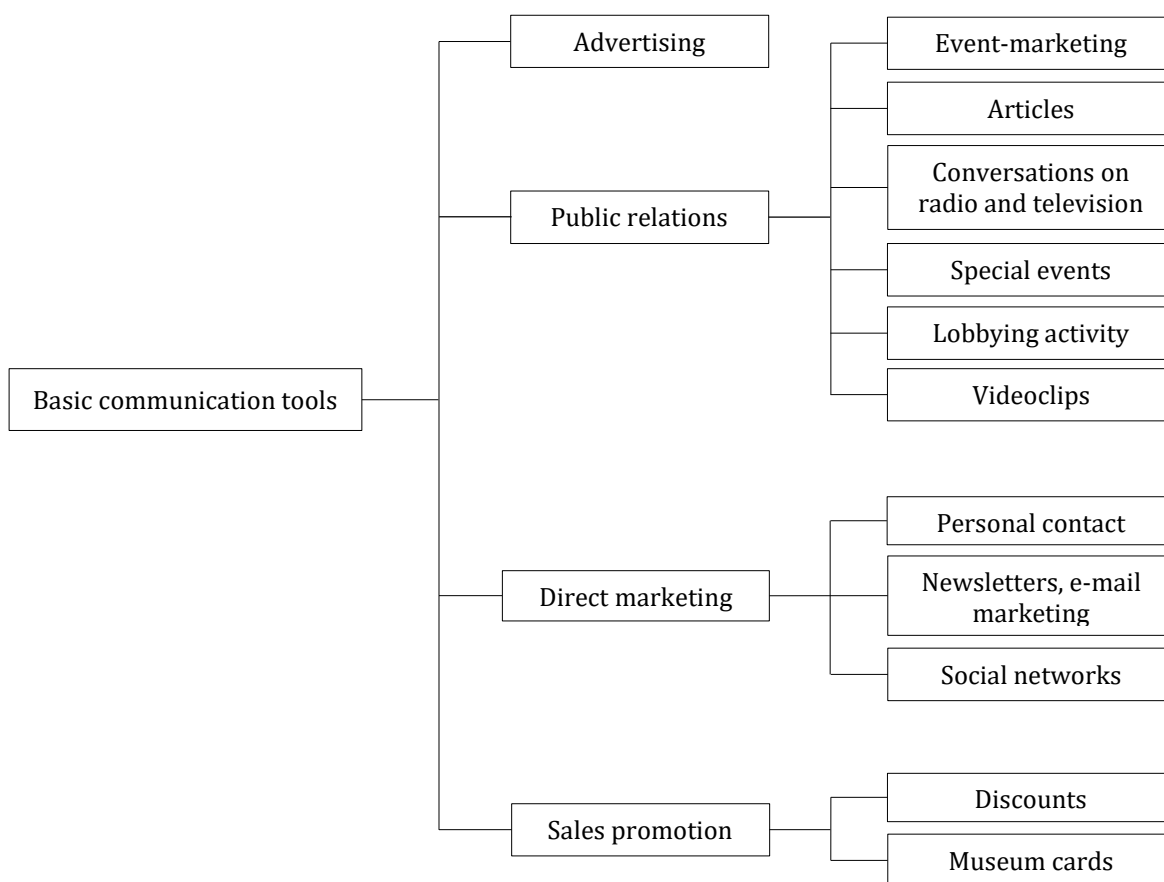 Advertising
Event-marketing
Articles
Conversations on
radio and television
Public relations
Special events
Lobbying activity
Videoclips
Basic communication tools
Personal contact
Newsletters, e-mail
marketing
Direct marketing
Social networks
Discounts
Sales promotion
Museum cards